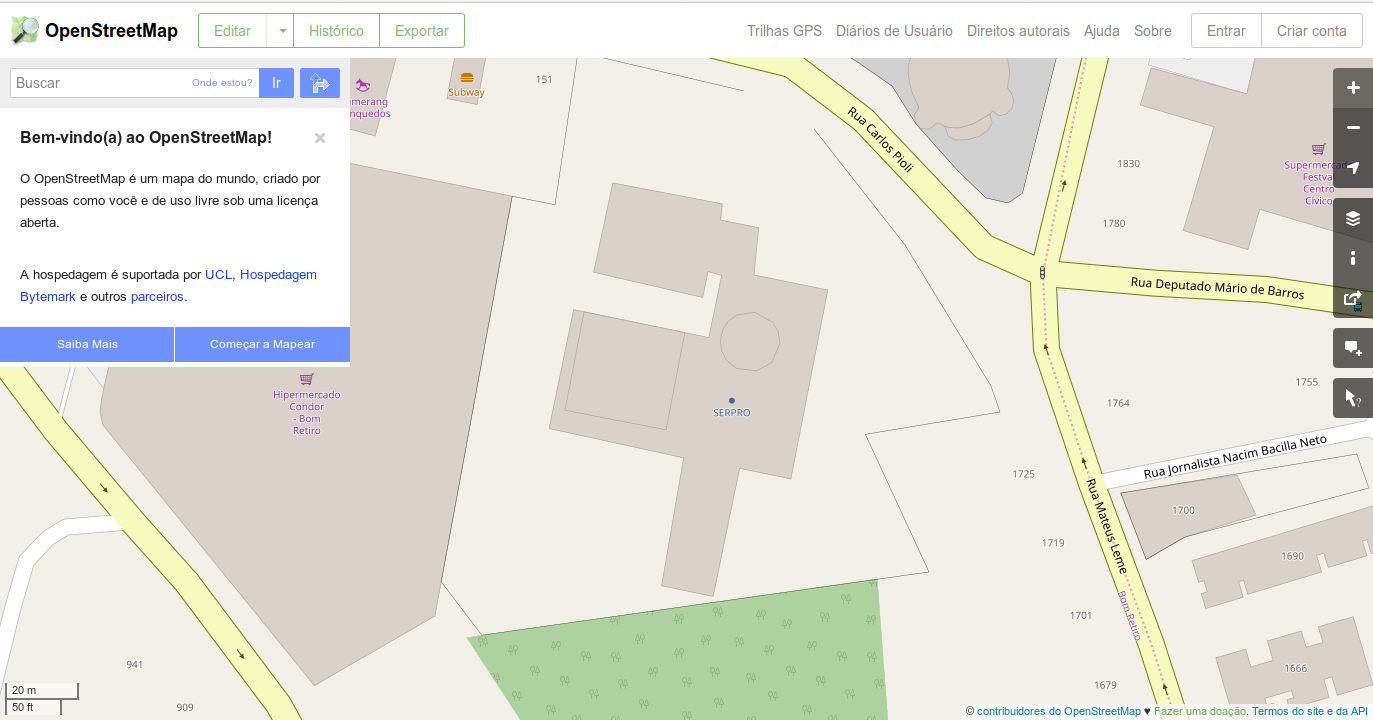 OpenStreetMap
Editar
Histórico
Exportar
Trilhas GPS
Diários de Usuário
Direitos autorais
Ajuda
Sobre
Entrar
Criar conta
Buscar
Onde estou?
Ir
Bem-vindo(a) ao OpenStreetMap!
×
O OpenStreetMap é um mapa do mundo, criado por
pessoas como você e de uso livre sob uma licença
aberta.
A hospedagem é suportada por UCL, Hospedagem
Bytemark e outros parceiros.
Saiba Mais
Começar a Mapear
merang
nquedos
Subway
151
Rua Carlos Pioli
1830
1780
Supermercad
Festva
Centro
Cívico
Rua Deputado Mário de Barros
Hipermercado
Condor
- Bom
Retiro
SERPRO
1755
1764
Rua Jornalista Nacim Bacilla Neto
1725
1700
Rua Mateus Leme
1719
1690
Bom Retiro
1701
1666
1679
941
909
20 m
50 ft
© contribuidores do OpenStreetMap ♥ Fazer uma doação. Termos do site e da API